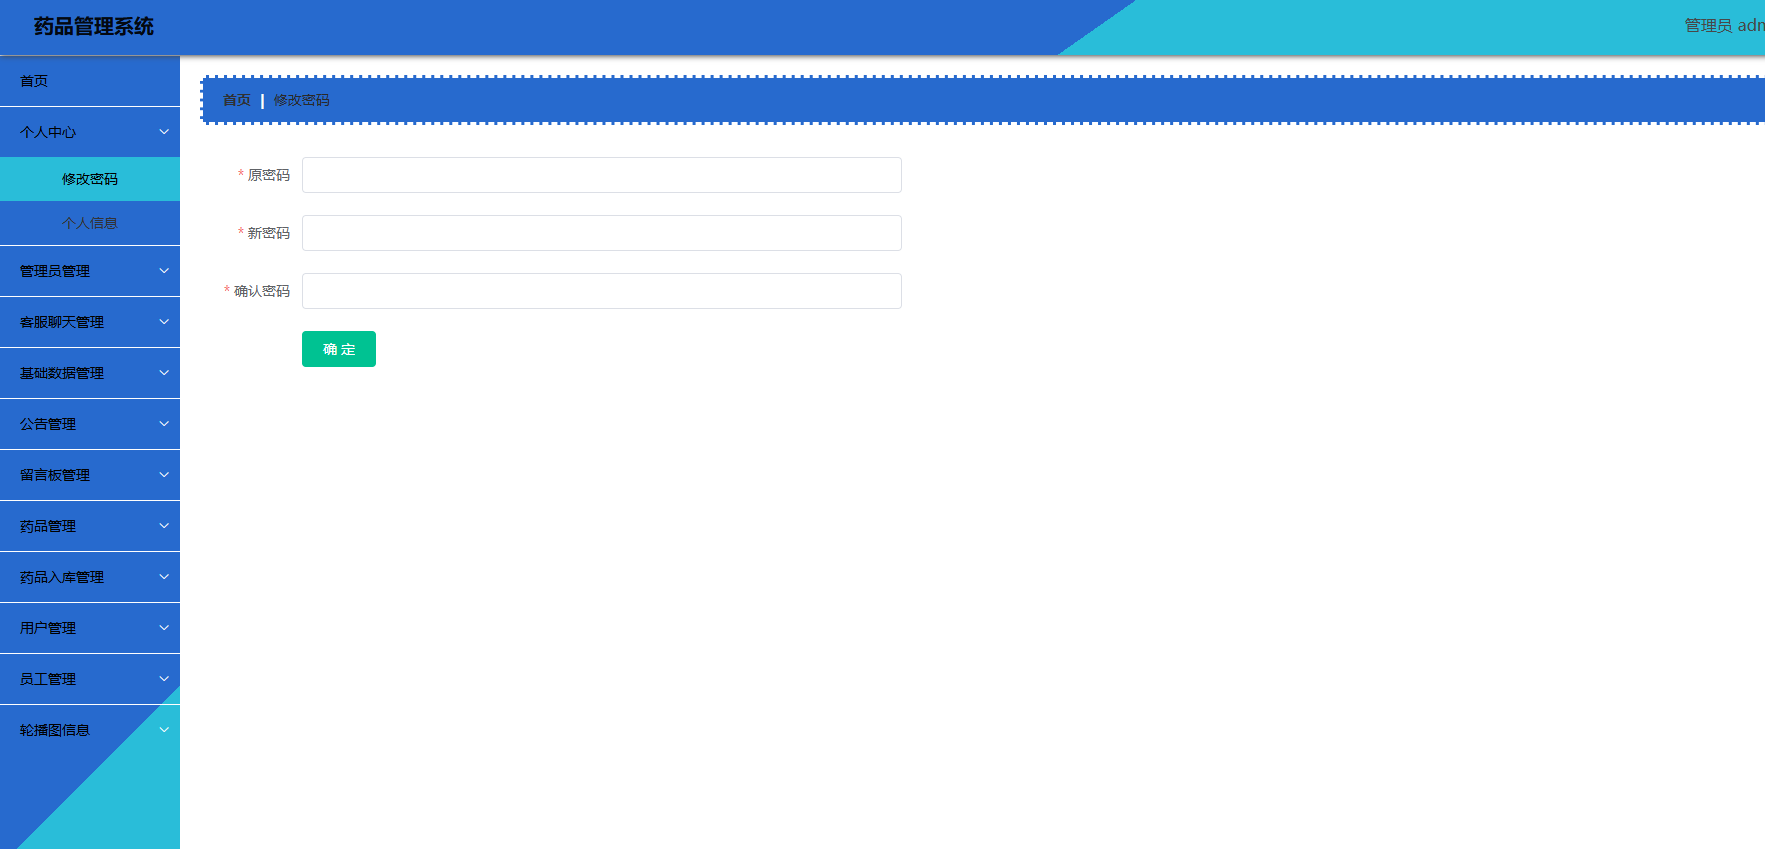 药品管理系统
管理员 adm
首页
个人中心
修改密码
个人信息
管理员管理
客服聊天管理
基础数据管理
公告管理
留言板管理
药品管理
药品入库管理
用户管理
员工管理
轮播图信息
首页 | 修改密码
* 原密码
* 新密码
* 确认密码
确 定